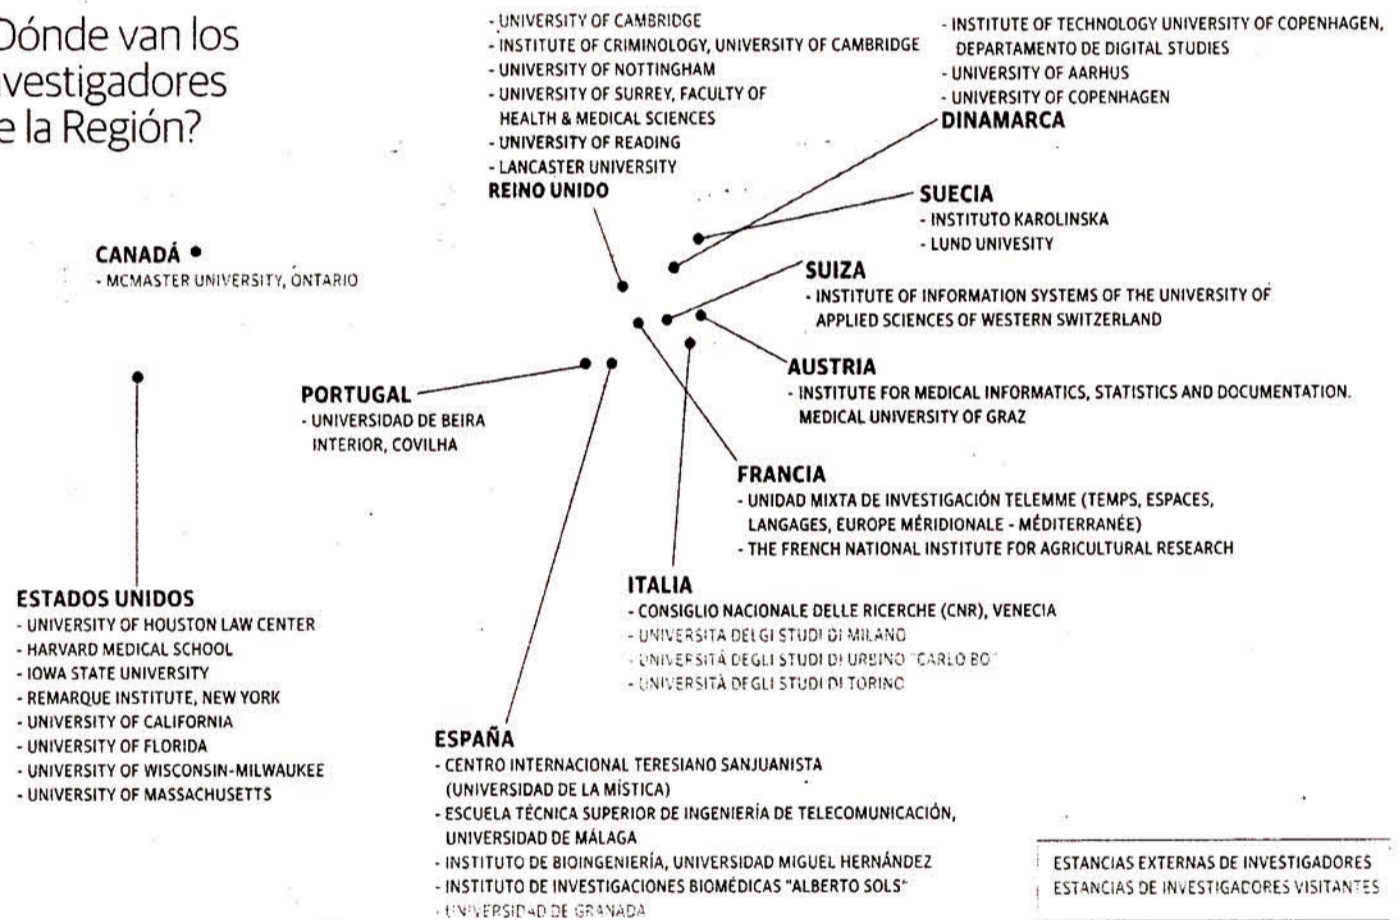 Dónde van los
nvestigadores
e la Región?
- UNIVERSITY OF CAMBRIDGE
- INSTITUTE OF CRIMINOLOGY, UNIVERSITY OF CAMBRIDGE
- UNIVERSITY OF NOTTINGHAM
- UNIVERSITY OF SURREY, FACULTY OF
HEALTH & MEDICAL SCIENCES
- UNIVERSITY OF READING
- LANCASTER UNIVERSITY
REINO UNIDO
- INSTITUTE OF TECHNOLOGY UNIVERSITY OF COPENHAGEN,
DEPARTAMENTO DE DIGITAL STUDIES
- UNIVERSITY OF AARHUS
- UNIVERSITY OF COPENHAGEN
DINAMARCA
SUECIA
- INSTITUTO KAROLINSKA
- LUND UNIVESITY
CANADÁ
- MCMASTER UNIVERSITY, ONTARIO
SUIZA
- INSTITUTE OF INFORMATION SYSTEMS OF THE UNIVERSITY OF
APPLIED SCIENCES OF WESTERN SWITZERLAND
AUSTRIA
- INSTITUTE FOR MEDICAL INFORMATICS, STATISTICS AND DOCUMENTATION.
MEDICAL UNIVERSITY OF GRAZ
PORTUGAL
- UNIVERSIDAD DE BEIRA
INTERIOR, COVILHA
FRANCIA
- UNIDAD MIXTA DE INVESTIGACIÓN TELEMME (TEMPS, ESPACES,
LANGAGES, EUROPE MÉRIDIONALE - MÉDITERRANÉE)
- THE FRENCH NATIONAL INSTITUTE FOR AGRICULTURAL RESEARCH
ITALIA
- CONSIGLIO NACIONALE DELLE RICERCHE (CNR), VENECIA
- UNIVERSITA DELGI STUDI DI MILANO
- UNIVERSITÁ DEGLI STUDI DI URBINO "CARLO BO"
- UNIVERSITÀ DEGLI STUDI DI TORINO
ESTADOS UNIDOS
- UNIVERSITY OF HOUSTON LAW CENTER
- HARVARD MEDICAL SCHOOL
- IOWA STATE UNIVERSITY
- REMARQUE INSTITUTE, NEW YORK
- UNIVERSITY OF CALIFORNIA
- UNIVERSITY OF FLORIDA
- UNIVERSITY OF WISCONSIN-MILWAUKEE
- UNIVERSITY OF MASSACHUSETTS
ESPAÑA
- CENTRO INTERNACIONAL TERESIANO SANJUANISTA
(UNIVERSIDAD DE LA MÍSTICA)
- ESCUELA TÉCNICA SUPERIOR DE INGENIERÍA DE TELECOMUNICACIÓN,
UNIVERSIDAD DE MÁLAGA
- INSTITUTO DE BIOINGENIERÍA, UNIVERSIDAD MIGUEL HERNÁNDEZ
- INSTITUTO DE INVESTIGACIONES BIOMÉDICAS "ALBERTO SOLS"
- UNIVERSIDAD DE GRANADA
ESTANCIAS EXTERNAS DE INVESTIGADORES
ESTANCIAS DE INVESTIGADORES VISITANTES